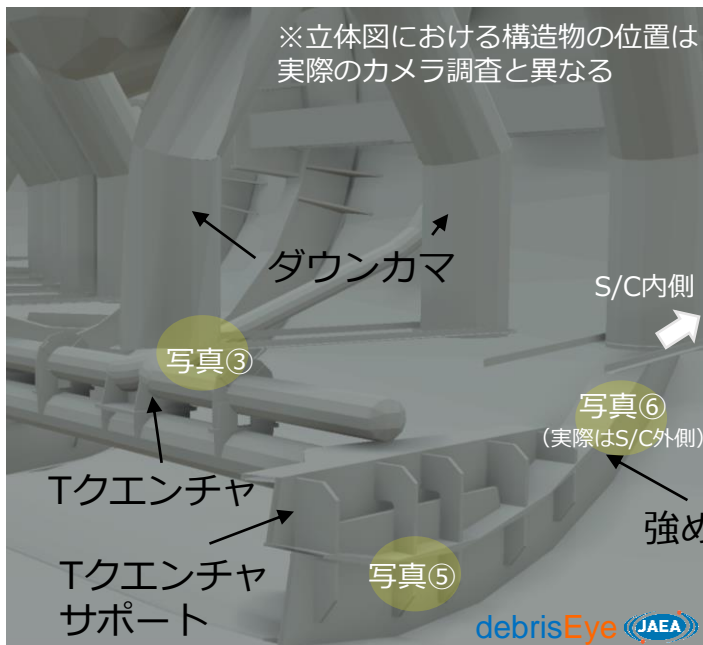 ※立体図における構造物の位置は
実際のカメラ調査と異なる
ダウンカマ
S/C内側
写真③
写真⑥
(実際はS/C外側)
Tクエンチャ
強め
Tクエンチャ
サポート
写真⑤
debrisEye JAEA